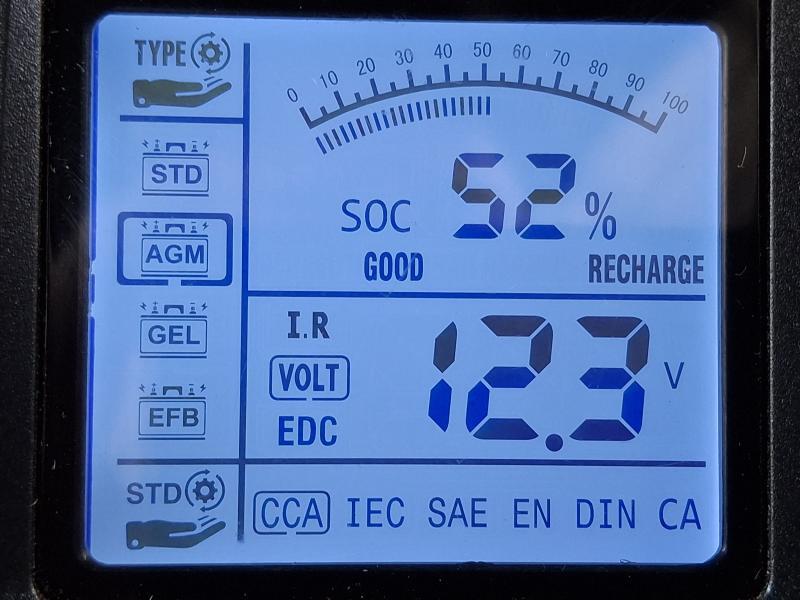 TYPE
0 10 20 30 40 50 60 70 80 90 100
STD
SOC 52 %
AGM
GOOD RECHARGE
GEL
I.R
VOLT 12.3 V
EFB
EDC
STD
CCA IEC SAE EN DIN CA